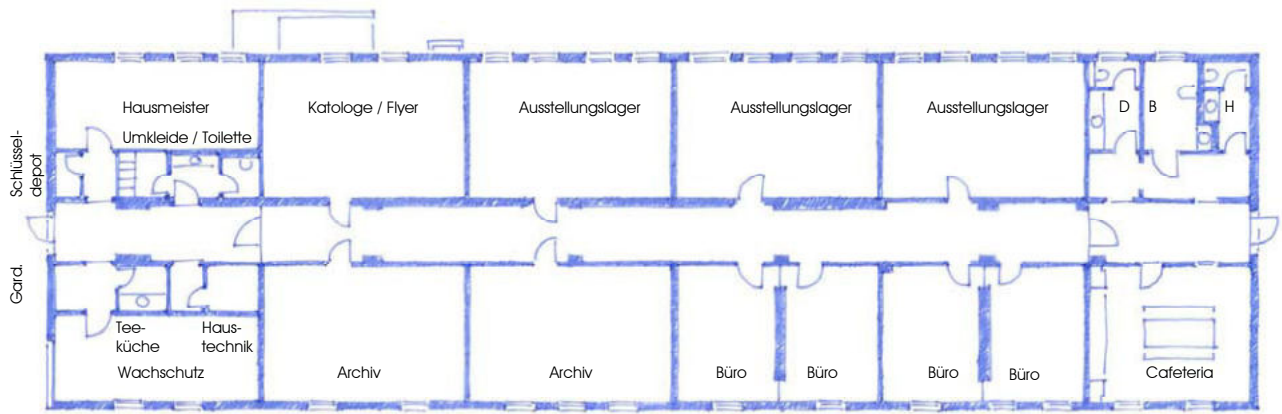 Hausmeister
Katologe / Flyer
Ausstellungslager
Ausstellungslager
Ausstellungslager
D
B
H
Umkleide / Toilette
Schlüssel-
depot
Gard.
Tee-
küche
Haus-
technik
Wachschutz
Archiv
Archiv
Büro
Büro
Büro
Büro
Cafeteria